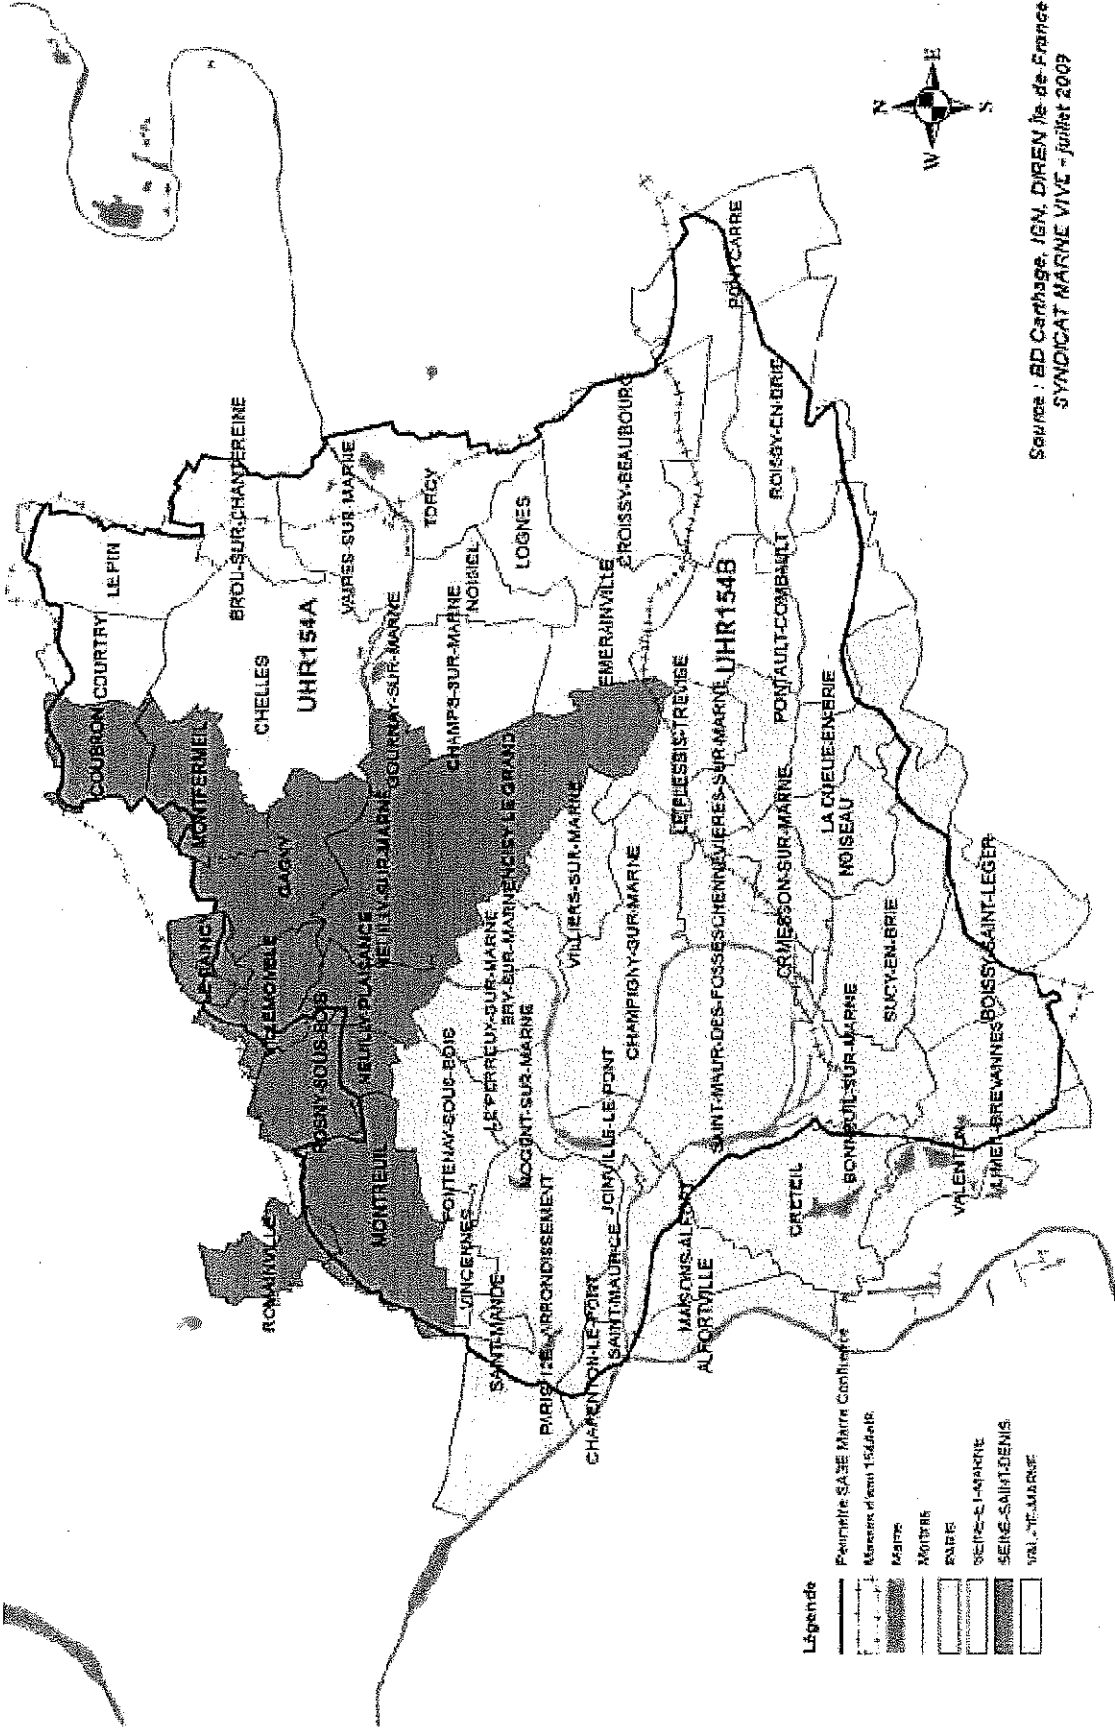 COUBRON
COURTRY
LE PIN
MONTFERMEIL
BROU-SUR-CHANTEREINE
CHELLES
UHR154A
VAIRES-SUR-MARNE
GAGNY
VILLEMOMBLE
ROMAINVILLE
ROSNY-SOUS-BOIS
NEUILLY-PLAISANCE
NEUILLY-SUR-MARNE
GOURNAY-SUR-MARNE
MONTREUIL
TORCY
CHAMPS-SUR-MARNE
NOISIEL
FONTENAY-SOUS-BOIS
VINCENNES
LE PERREUX-SUR-MARNE
BRY-SUR-MARNE
NOISY-LE-GRAND
LOGNES
SAINT-MANDE
NOGENT-SUR-MARNE
PARIS 12E ARRONDISSEMENT
VILLIERS-SUR-MARNE
EMERAINVILLE
CROISSY-BEAUBOURG
CHARENTON-LE-PONT
SAINT-MAURICE
JOINVILLE-LE-PONT
CHAMPIGNY-SUR-MARNE
LE PLESSIS-TREVISE
MAISONS-ALFORT
ALFORTVILLE
SAINT-MAUR-DES-FOSSES
CHENNEVIERES-SUR-MARNE
UHR154B
PONTCARRE
CRETEIL
ORMESSON-SUR-MARNE
PONTAULT-COMBAULT
ROISSY-EN-BRIE
BONNEUIL-SUR-MARNE
NOISEAU
LA QUEUE-EN-BRIE
SUCY-EN-BRIE
VALENTON
LIMEIL-BREVANNES
BOISSY-SAINT-LEGER
N
W
E
S
Légende
Périmètre SAGE Marne Confluence
Masses d'eau 154A et B
Marne
PARIS
SEINE-ET-MARNE
SEINE-SAINT-DENIS
VAL-DE-MARNE
Source : BD Carthage, IGN, DIREN Ile de France
SYNDICAT MARNE VIVE - juillet 2009